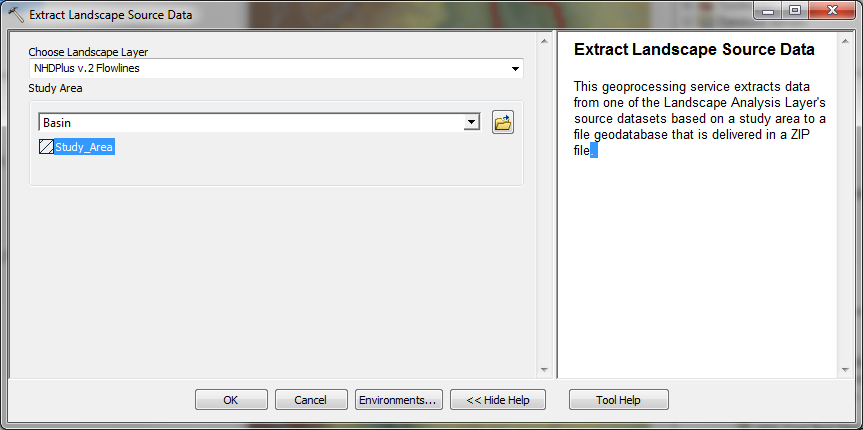 Extract Landscape Source Data
Choose Landscape Layer
NHDPlus v.2 Flowlines
Study Area
Basin
Study_Area
Extract Landscape Source Data
This geoprocessing service extracts data
from one of the Landscape Analysis Layer's
source datasets based on a study area to a
file geodatabase that is delivered in a ZIP
file.
OK
Cancel
Environments...
<< Hide Help
Tool Help